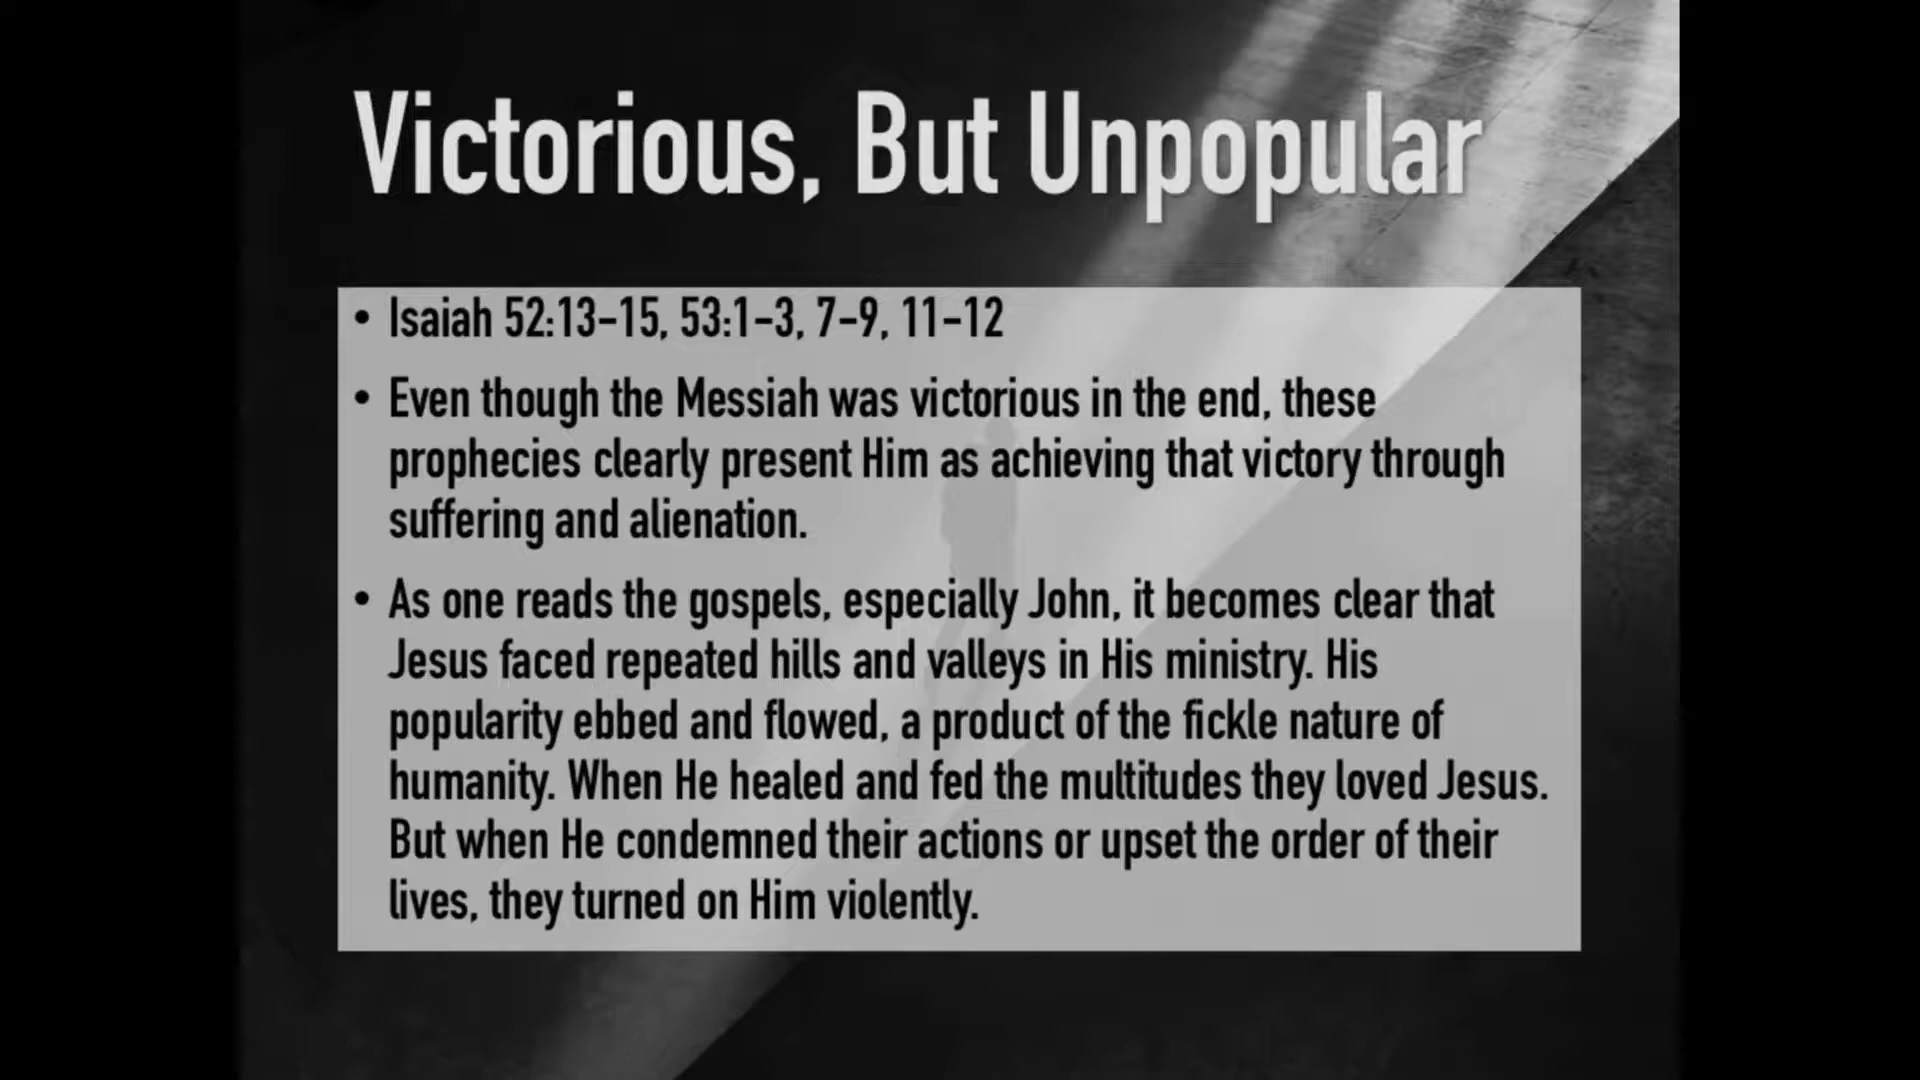 Victorious, But Unpopular
• Isaiah 52:13–15, 53:1–3, 7–9, 11–12
• Even though the Messiah was victorious in the end, these
prophecies clearly present Him as achieving that victory through
suffering and alienation.
• As one reads the gospels, especially John, it becomes clear that
Jesus faced repeated hills and valleys in His ministry. His
popularity ebbed and flowed, a product of the fickle nature of
humanity. When He healed and fed the multitudes they loved Jesus.
But when He condemned their actions or upset the order of their
lives, they turned on Him violently.